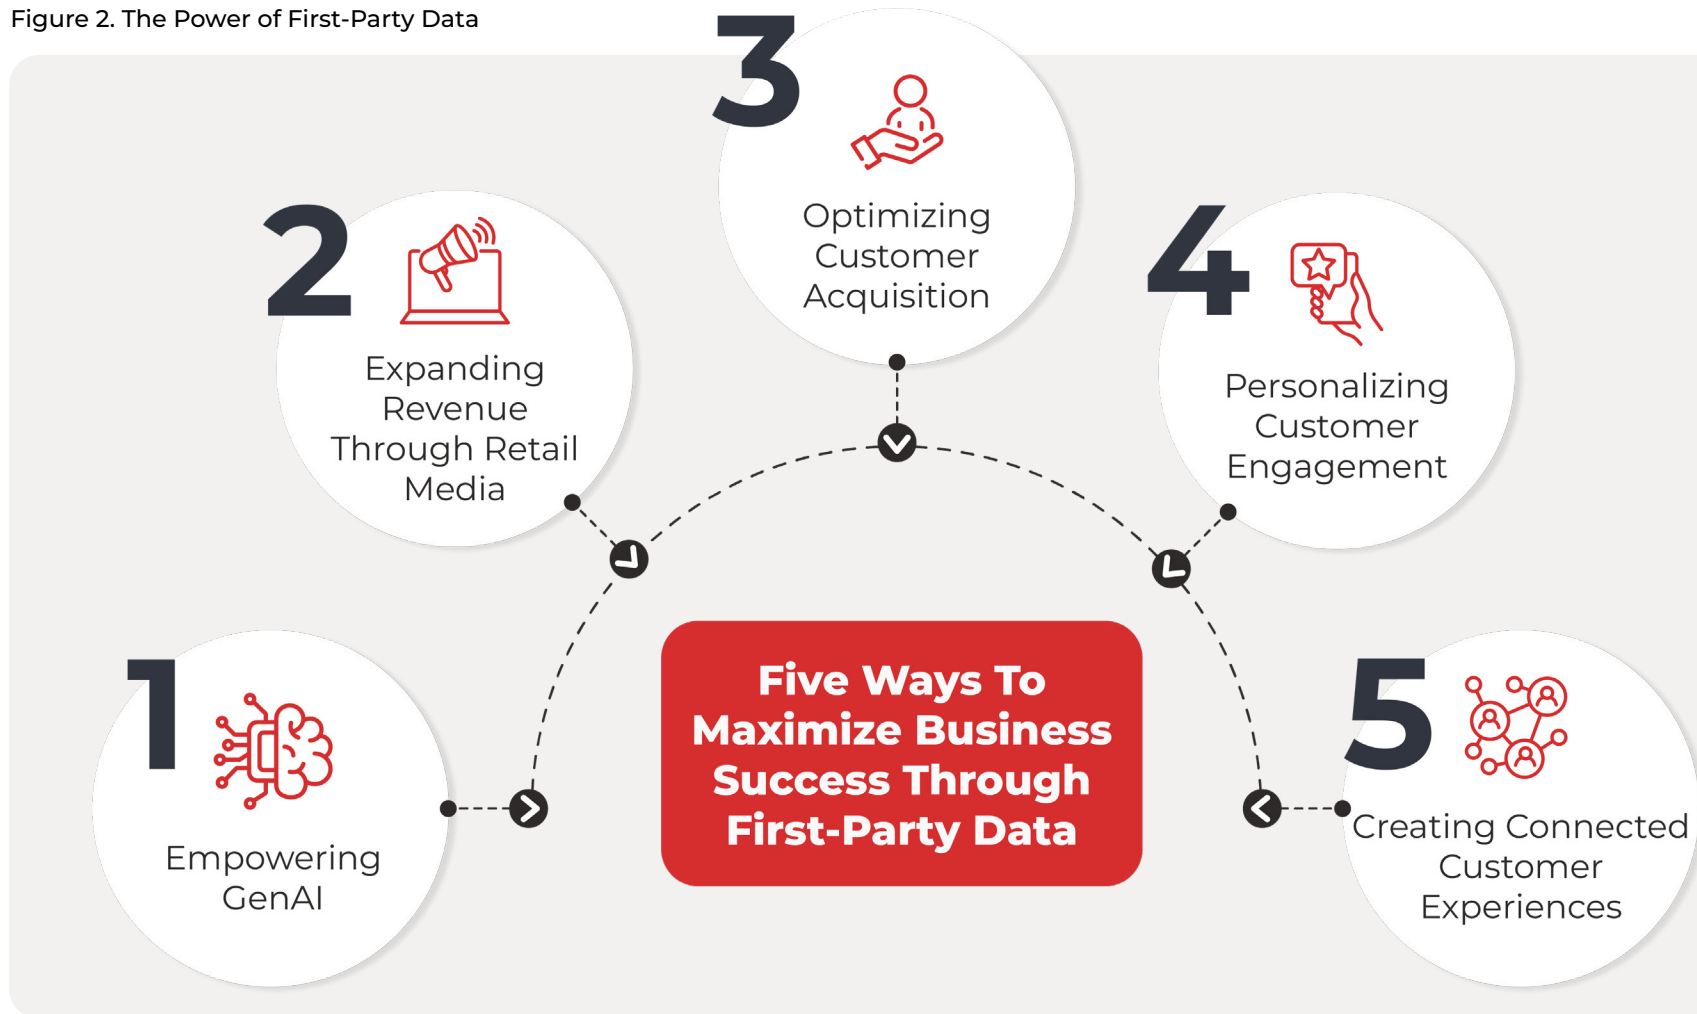 Figure 2. The Power of First-Party Data
1
Empowering
GenAI
2
Expanding
Revenue
Through Retail
Media
3
Optimizing
Customer
Acquisition
4
Personalizing
Customer
Engagement
5
Creating Connected
Customer
Experiences
Five Ways To
Maximize Business
Success Through
First-Party Data